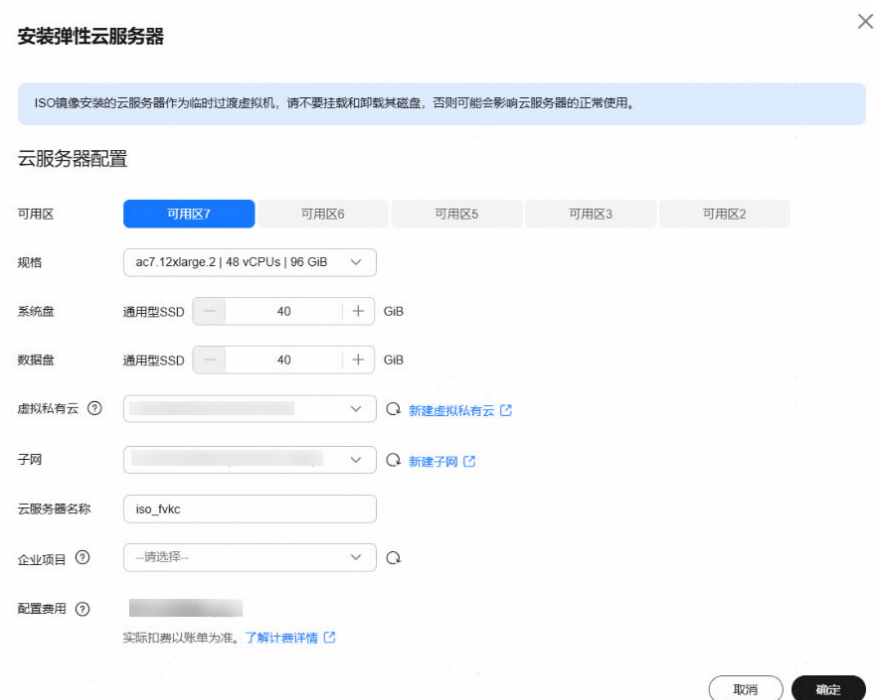 安装弹性云服务器
ISO镜像安装的云服务器作为临时过渡虚拟机，请不要挂载和卸载其磁盘，否则可能会影响云服务器的正常使用。
云服务器配置
可用区 可用区7 可用区6 可用区5 可用区3 可用区2
规格 ac7.12xlarge.2 | 48 vCPUs | 96 GiB
系统盘 通用型SSD 40 GiB
数据盘 通用型SSD 40 GiB
虚拟私有云 新建虚拟私有云
子网 新建子网
云服务器名称 iso_fvkc
企业项目 --请选择--
配置费用
实际扣费以账单为准。了解计费详情
取消 确定